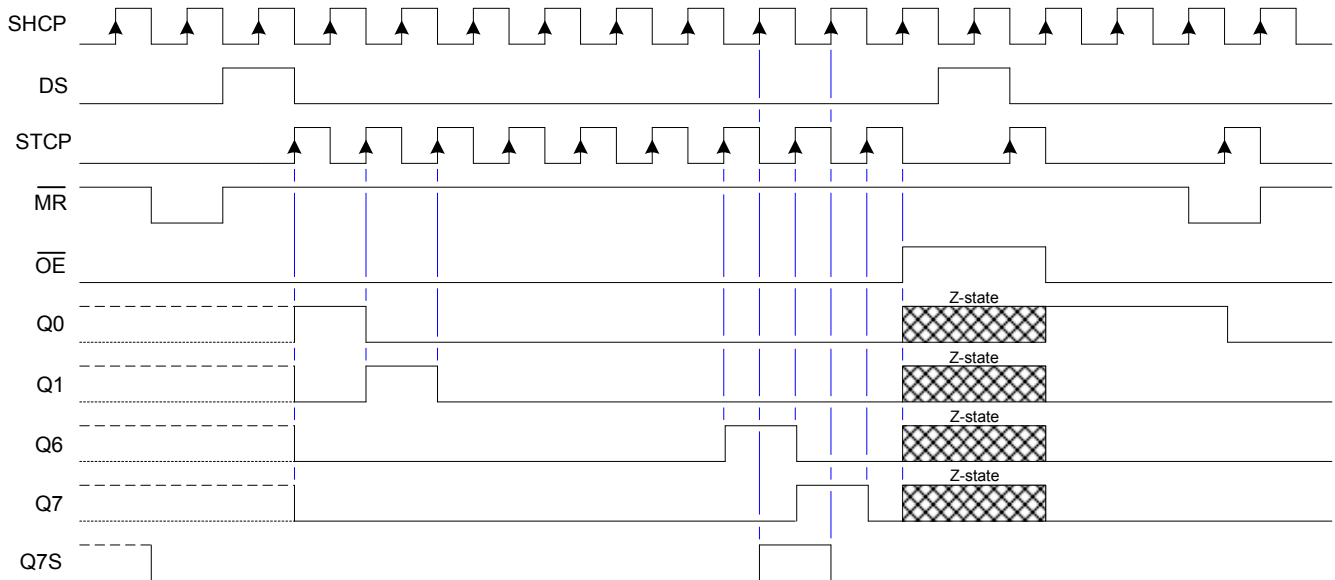 SHCP
DS
STCP
MR
OE
Z-state
Q0
Z-state
Q1
Z-state
Q6
Z-state
Q7
Q7S